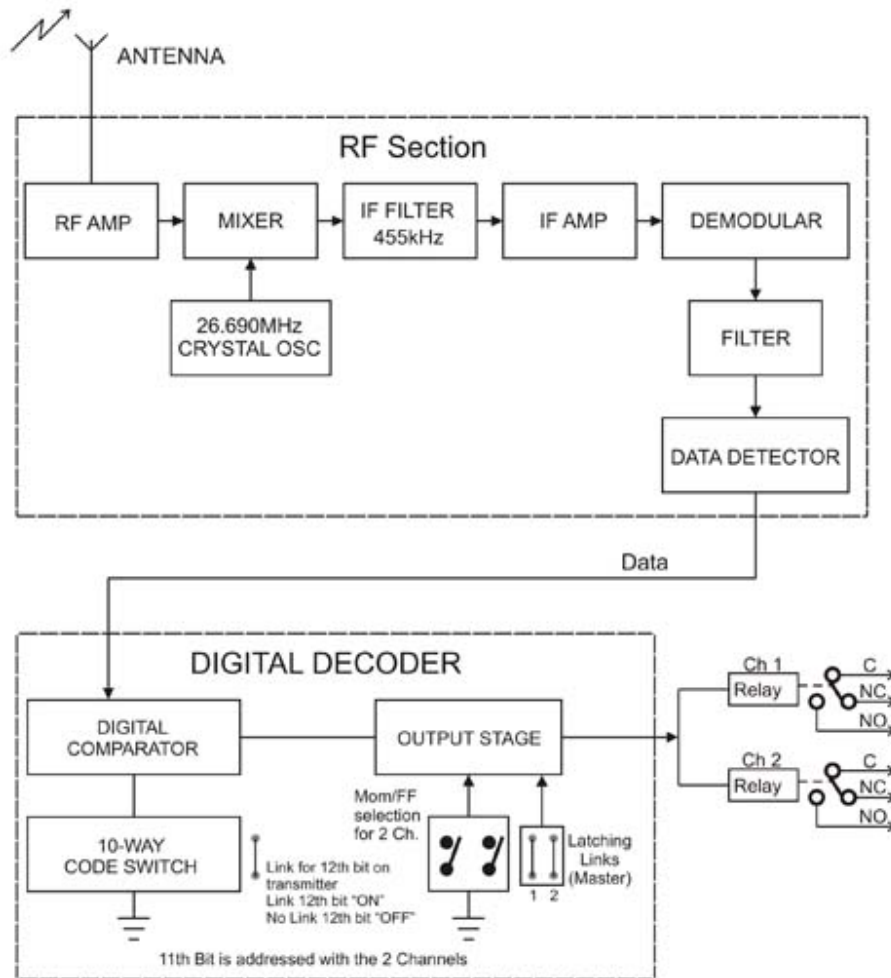 ANTENNA
RF Section
RF AMP
MIXER
IF FILTER
455kHz
IF AMP
DEMODULAR
26.690MHz
CRYSTAL OSC
FILTER
DATA DETECTOR
Data
DIGITAL DECODER
DIGITAL
COMPARATOR
OUTPUT STAGE
Ch 1
Relay
C
NC
NO
Ch 2
Relay
C
NC
NO
10-WAY
CODE SWITCH
Link for 12th bit on
transmitter
Link 12th bit "ON"
No Link 12th bit "OFF"
Mom/FF
selection
for 2 Ch.
1 2
Latching
Links
(Master)
11th Bit is addressed with the 2 Channels